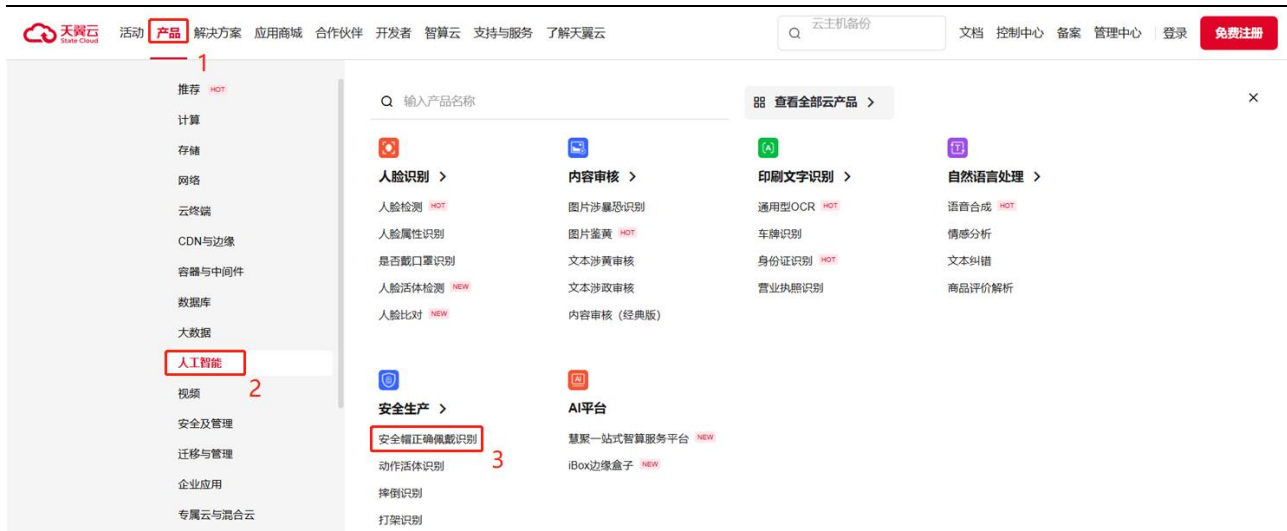 天翼云 State Cloud 活动 产品 解决方案 应用商城 合作伙伴 开发者 智算云 支持与服务 了解天翼云 云主机备份 文档 控制中心 备案 管理中心 登录 免费注册
1
推荐 HOT
输入产品名称 查看全部云产品
计算
存储
网络
云终端
CDN与边缘
容器与中间件
数据库
大数据
人工智能
2
视频
安全及管理
迁移与管理
企业应用
专属云与混合云
人脸识别
人脸检测 HOT
人脸属性识别
是否戴口罩识别
人脸活体检测 NEW
人脸比对 NEW
内容审核
图片涉暴恐识别
图片鉴黄 HOT
文本涉黄审核
文本涉政审核
内容审核（经典版）
印刷文字识别
通用型OCR HOT
车牌识别
身份证识别 HOT
营业执照识别
自然语言处理
语音合成 HOT
情感分析
文本纠错
商品评价解析
安全生产
安全帽正确佩戴识别
3
动作活体识别
摔倒识别
打架识别
AI
AI平台
慧聚一站式智算服务平台 NEW
iBox边缘盒子 NEW